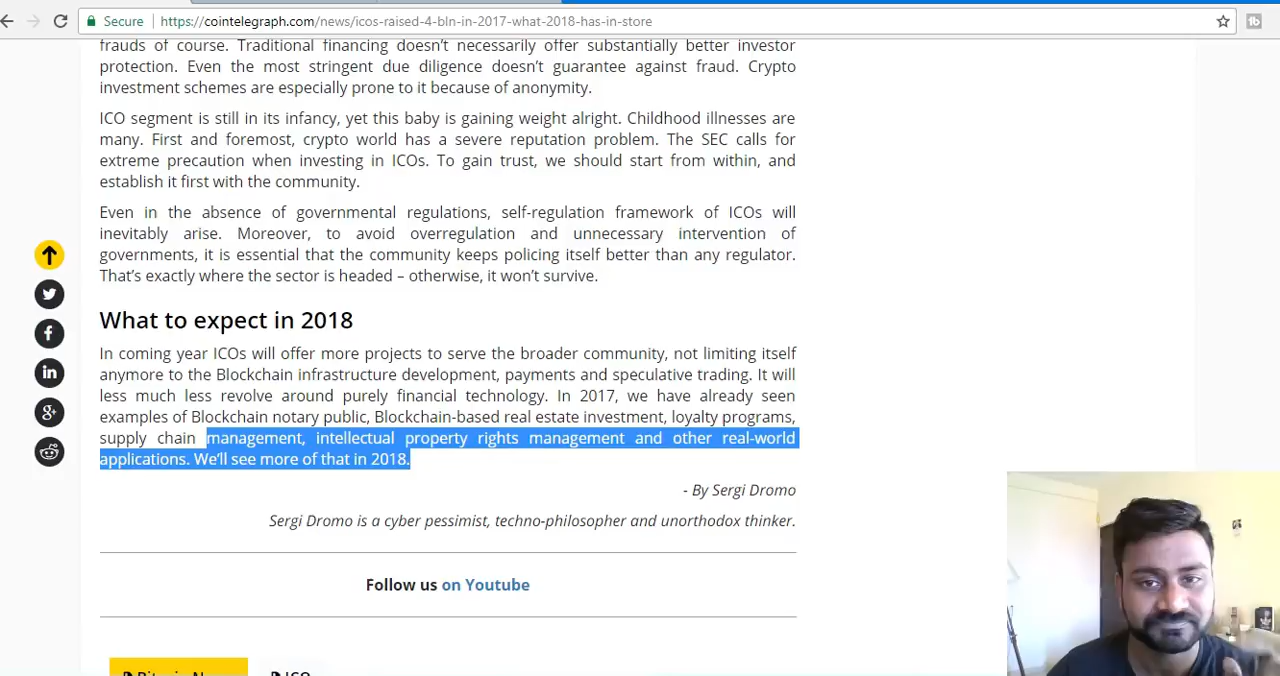 Secure
https://cointelegraph.com/news/icos-raised-4-bln-in-2017-what-2018-has-in-store
frauds of course. Traditional financing doesn’t necessarily offer substantially better investor
protection. Even the most stringent due diligence doesn’t guarantee against fraud. Crypto
investment schemes are especially prone to it because of anonymity.
ICO segment is still in its infancy, yet this baby is gaining weight alright. Childhood illnesses are
many. First and foremost, crypto world has a severe reputation problem. The SEC calls for
extreme precaution when investing in ICOs. To gain trust, we should start from within, and
establish it first with the community.
Even in the absence of governmental regulations, self-regulation framework of ICOs will
inevitably arise. Moreover, to avoid overregulation and unnecessary intervention of
governments, it is essential that the community keeps policing itself better than any regulator.
That’s exactly where the sector is headed – otherwise, it won’t survive.
What to expect in 2018
In coming year ICOs will offer more projects to serve the broader community, not limiting itself
anymore to the Blockchain infrastructure development, payments and speculative trading. It will
less much less revolve around purely financial technology. In 2017, we have already seen
examples of Blockchain notary public, Blockchain-based real estate investment, loyalty programs,
supply chain management, intellectual property rights management and other real-world
applications. We’ll see more of that in 2018.
- By Sergi Dromo
Sergi Dromo is a cyber pessimist, techno-philosopher and unorthodox thinker.
Follow us on Youtube
ICO